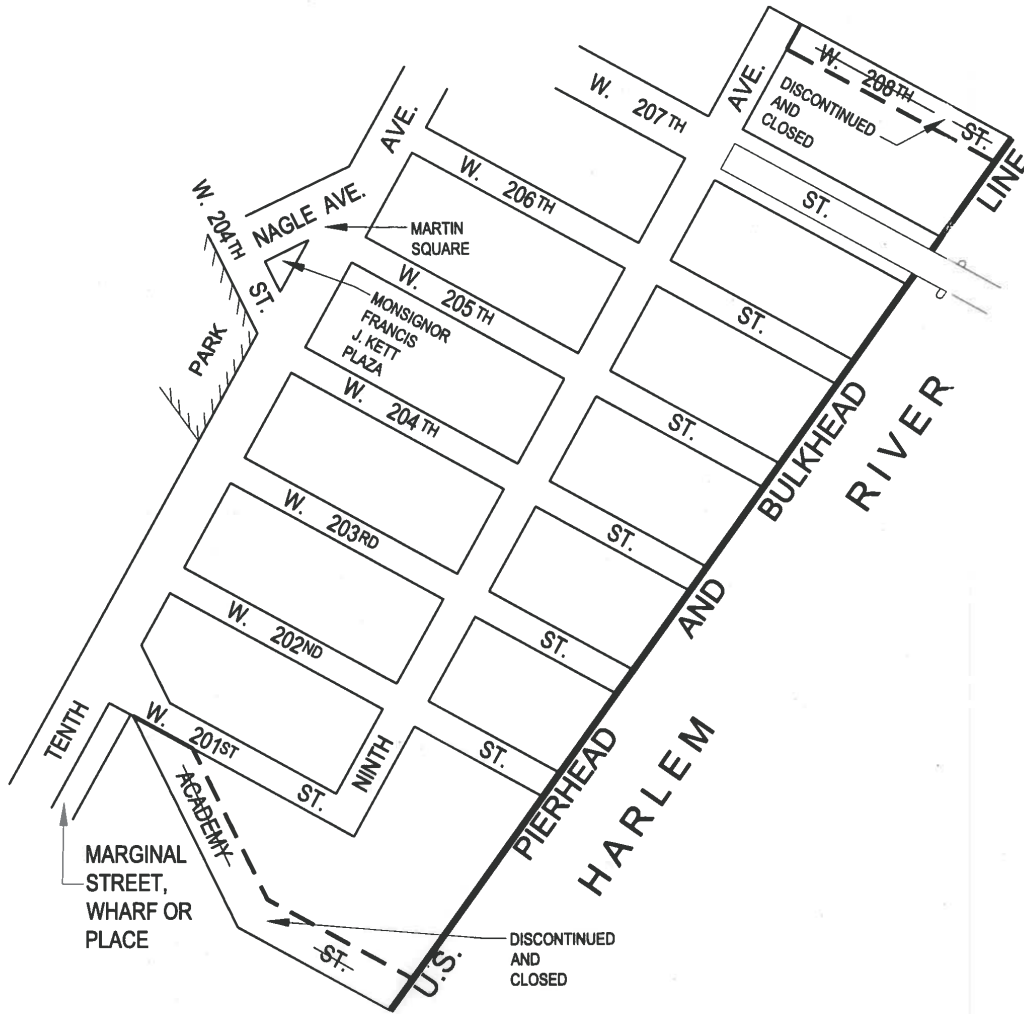 W. 208TH ST.
DISCONTINUED
AND
CLOSED
AVE.
W. 207TH ST.
AVE.
W. 206TH ST.
NAGLE AVE.
MARTIN
SQUARE
W. 204TH ST.
MONSIGNOR
FRANCIS
J. KETT
PLAZA
PARK
W. 205TH ST.
W. 204TH ST.
W. 203RD ST.
W. 202ND ST.
W. 201ST ST.
TENTH
NINTH
ACADEMY ST.
MARGINAL
STREET,
WHARF OR
PLACE
DISCONTINUED
AND
CLOSED
U.S. PIERHEAD AND BULKHEAD LINE
HARLEM RIVER